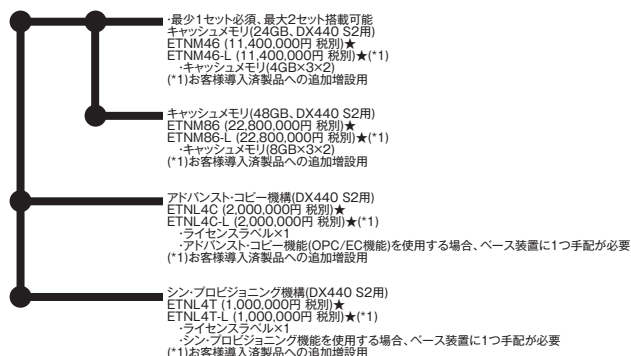 ·最少1セット必須、最大2セット搭載可能
キャッシュメモリ(24GB、DX440 S2用)
ETNM46 (11,400,000円 税別)★
ETNM46-L (11,400,000円 税別)★(*1)
·キャッシュメモリ(4GB×3×2)
(*1)お客様導入済製品への追加増設用
キャッシュメモリ(48GB、DX440 S2用)
ETNM86 (22,800,000円 税別)★
ETNM86-L (22,800,000円 税別)★(*1)
·キャッシュメモリ(8GB×3×2)
(*1)お客様導入済製品への追加増設用
アドバンスト·コピー機構(DX440 S2用)
ETNL4C (2,000,000円 税別)★
ETNL4C-L (2,000,000円 税別)★(*1)
·ライセンスラベル×1
·アドバンスト·コピー機能(OPC/EC機能)を使用する場合、ベース装置に1つ手配が必要
(*1)お客様導入済製品への追加増設用
シン·プロビジョニング機構(DX440 S2用)
ETNL4T (1,000,000円 税別)★
ETNL4T-L (1,000,000円 税別)★(*1)
·ライセンスラベル×1
·シン·プロビジョニング機能を使用する場合、ベース装置に1つ手配が必要
(*1)お客様導入済製品への追加増設用